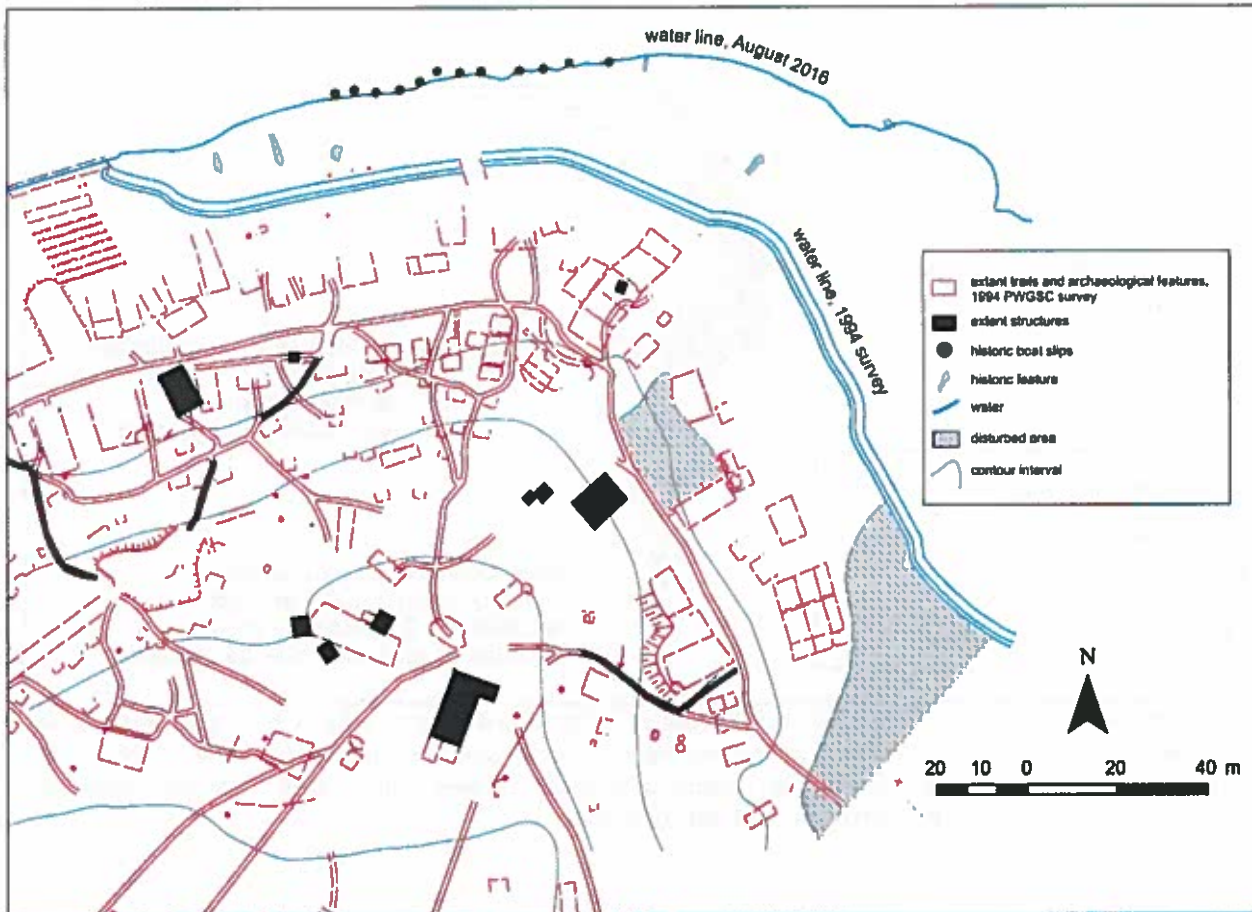 water line, August 2016
water line, 1994 survey
extant trails and archaeological features,
1994 PWGSC survey
extent structures
historic boat slips
historic feature
water
disturbed area
contour interval
N
20 10 0 20 40 m